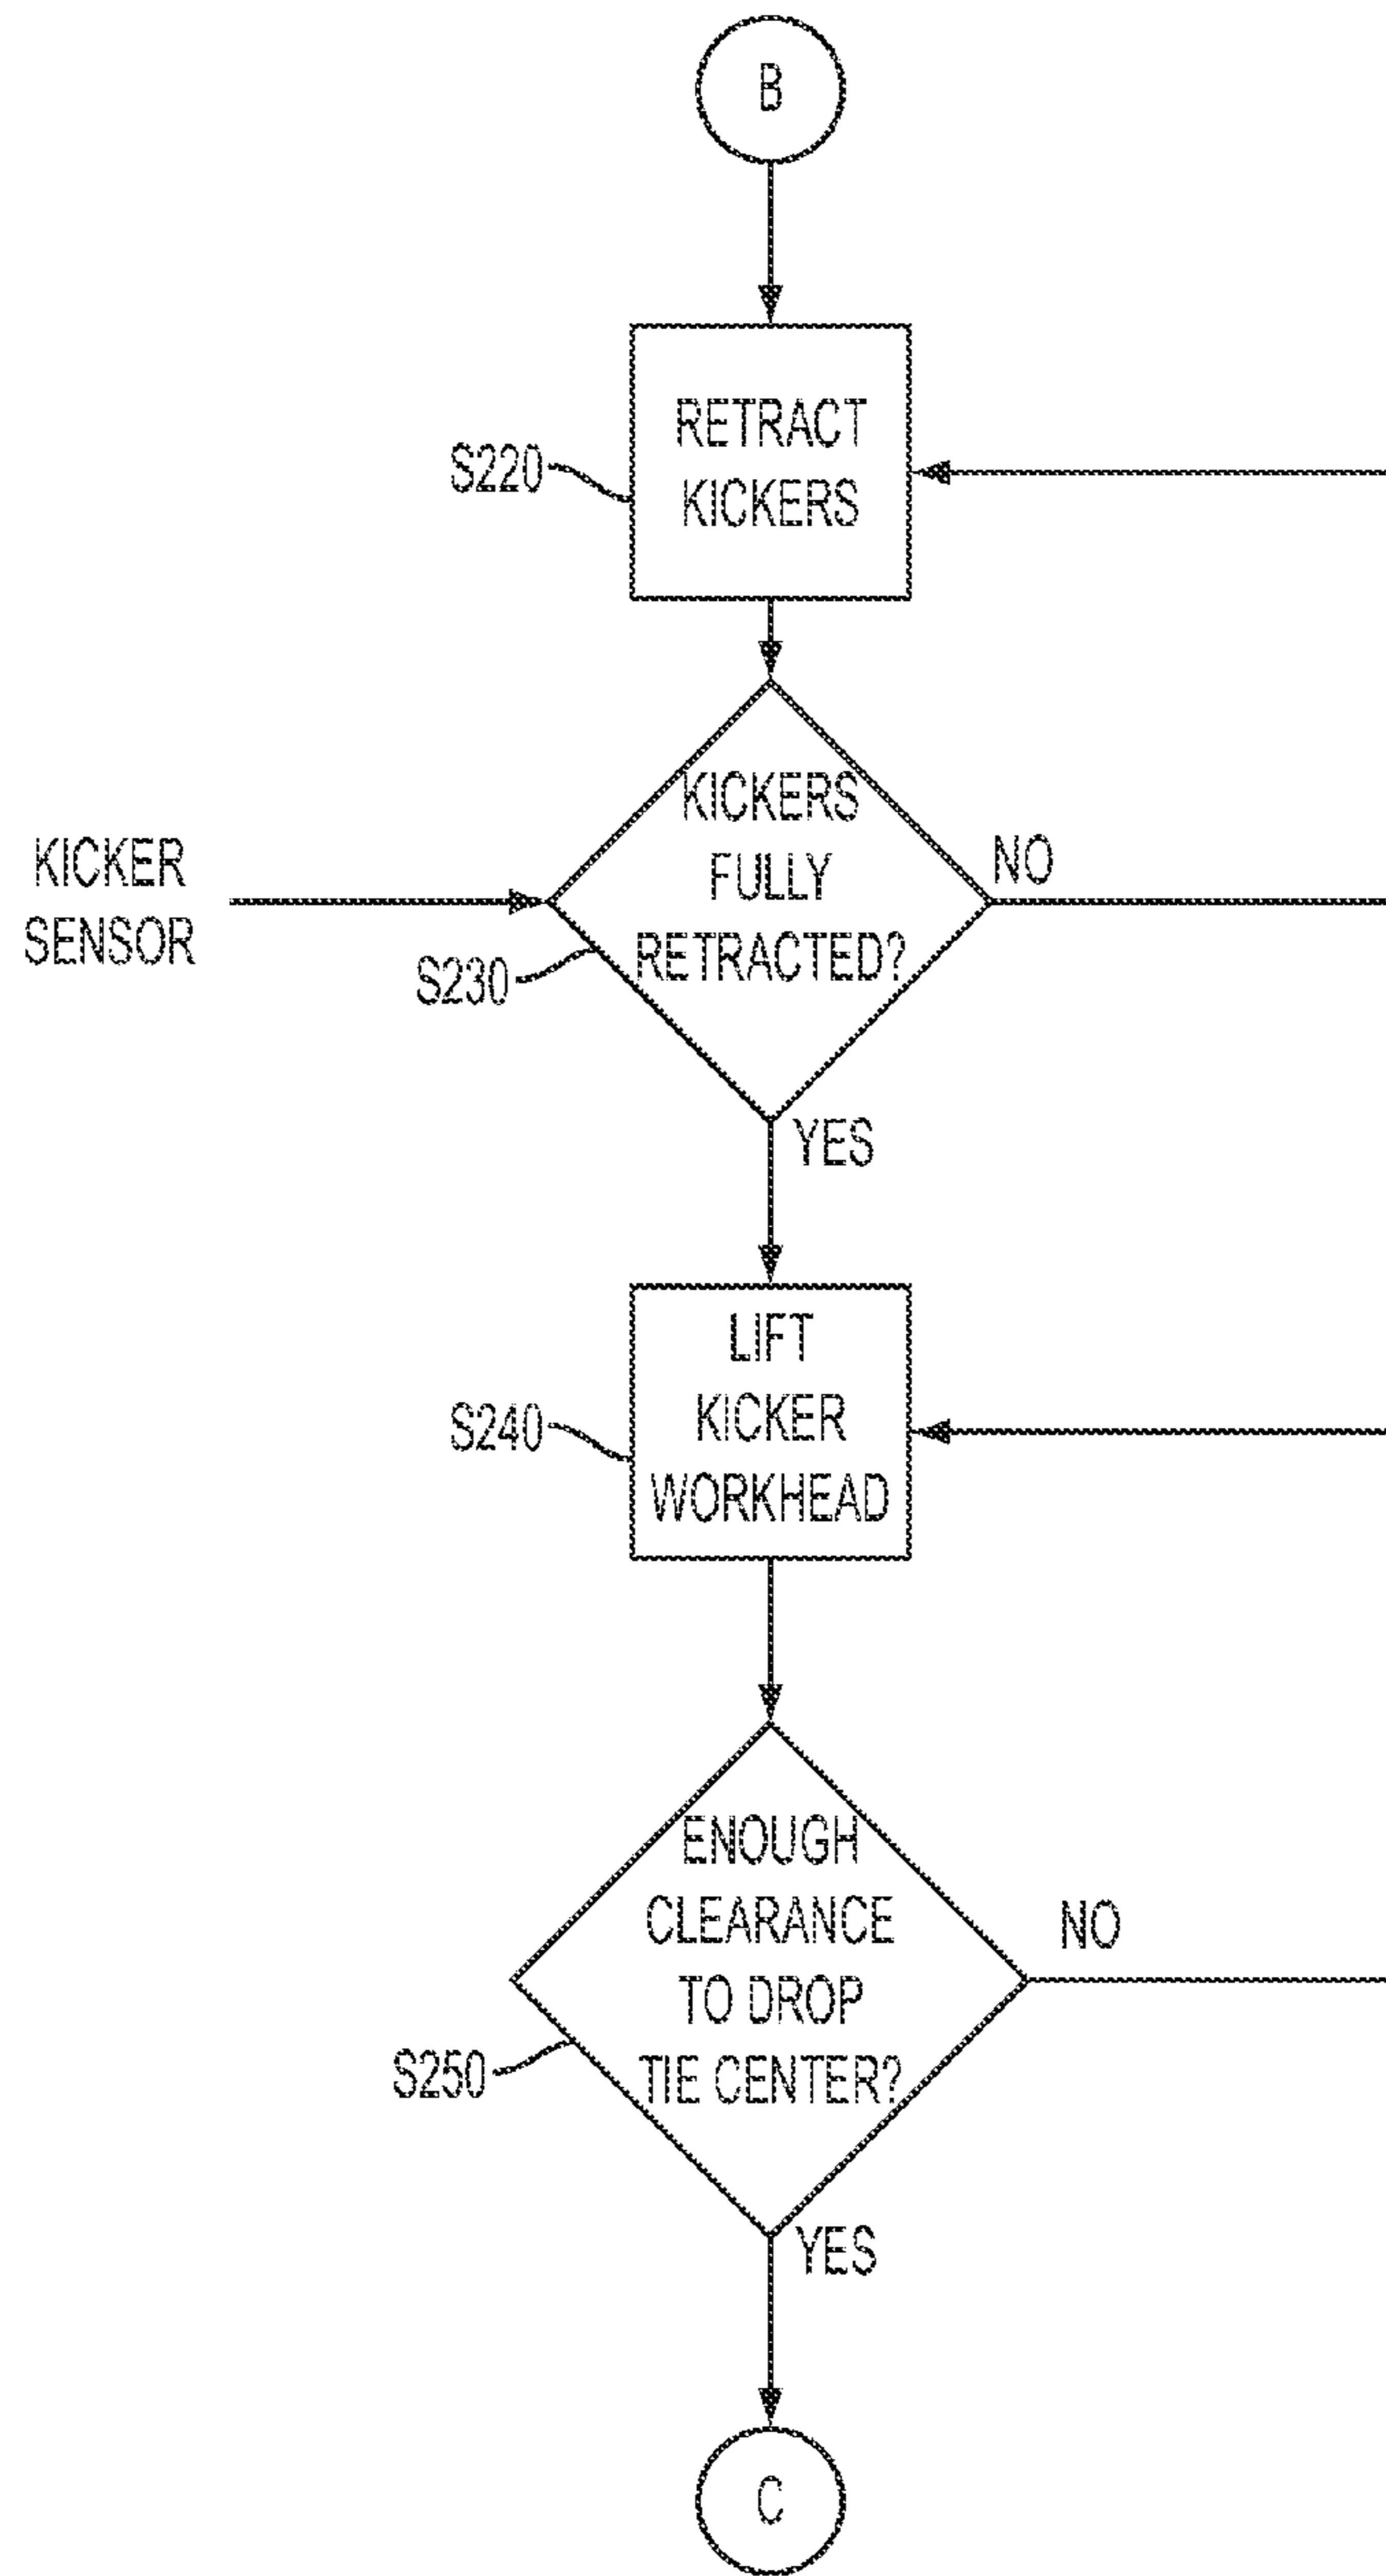 B
RETRACT
KICKERS
S220
KICKERS
FULLY
RETRACTED?
NO
KICKER
SENSOR
S230
YES
LIFT
KICKER
WORKHEAD
S240
ENOUGH
CLEARANCE
TO DROP
TIE CENTER?
NO
S250
YES
C